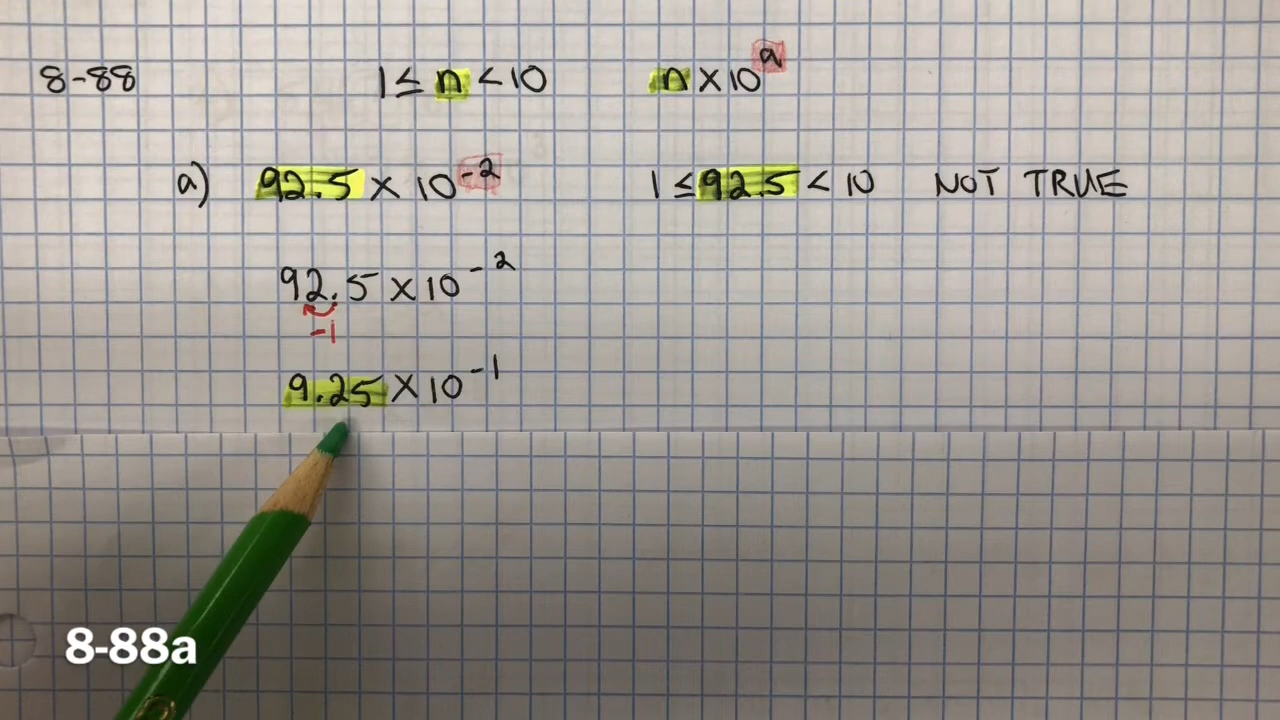 8-88 1 ≤ n < 10 n × 10^a
a) 92.5 × 10^-2 1 ≤ 92.5 < 10 NOT TRUE
92.5 × 10^-2
-1
9.25 × 10^-1
8-88a